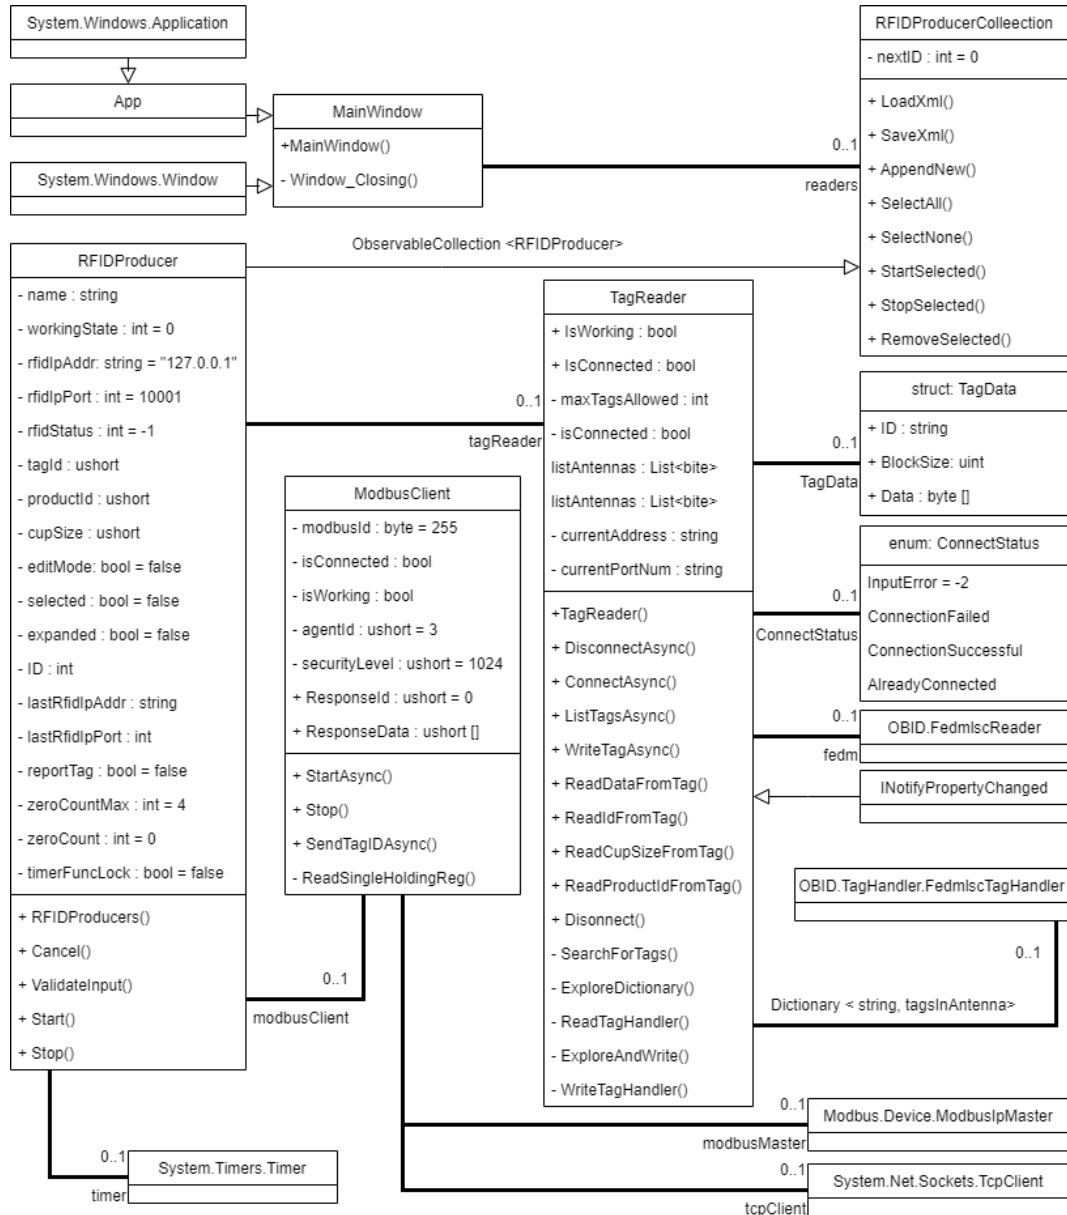 System.Windows.Application
App
System.Windows.Window
MainWindow
+MainWindow()
- Window_Closing()
0..1
readers
RFIDProducerColleection
- nextID : int = 0
+ LoadXml()
+ SaveXml()
+ AppendNew()
+ SelectAll()
+ SelectNone()
+ StartSelected()
+ StopSelected()
+ RemoveSelected()
ObservableCollection <RFIDProducer>
RFIDProducer
- name : string
- workingState : int = 0
- rfidIpAddr: string = "127.0.0.1"
- rfidIpPort : int = 10001
- rfidStatus : int = -1
- tagId : ushort
- productId : ushort
- cupSize : ushort
- editMode: bool = false
- selected : bool = false
- expanded : bool = false
- ID : int
- lastRfidIpAddr : string
- lastRfidIpPort : int
- reportTag : bool = false
- zeroCountMax : int = 4
- zeroCount : int = 0
- timerFuncLock : bool = false
+ RFIDProducers()
+ Cancel()
+ ValidateInput()
+ Start()
+ Stop()
0..1
tagReader
ModbusClient
- modbusId : byte = 255
- isConnected : bool
- isWorking : bool
- agentId : ushort = 3
- securityLevel : ushort = 1024
+ ResponseId : ushort = 0
+ ResponseData : ushort []
+ StartAsync()
+ Stop()
+ SendTagIDAsync()
- ReadSingleHoldingReg()
0..1
modbusClient
TagReader
+ IsWorking : bool
+ IsConnected : bool
- maxTagsAllowed : int
- isConnected : bool
listAntennas : List<bite>
listAntennas : List<bite>
- currentAddress : string
- currentPortNum : string
+TagReader()
+ DisconnectAsync()
+ ConnectAsync()
+ ListTagsAsync()
+ WriteTagAsync()
+ ReadDataFromTag()
+ ReadIdFromTag()
+ ReadCupSizeFromTag()
+ ReadProductIdFromTag()
+ Disonnect()
- SearchForTags()
- ExploreDictionary()
- ReadTagHandler()
- ExploreAndWrite()
- WriteTagHandler()
0..1
TagData
struct: TagData
+ ID : string
+ BlockSize: uint
+ Data : byte []
0..1
ConnectStatus
enum: ConnectStatus
InputError = -2
ConnectionFailed
ConnectionSuccessful
AlreadyConnected
0..1
fedm
OBID.FedmIscReader
INotifyPropertyChanged
OBID.TagHandler.FedmIscTagHandler
0..1
Dictionary < string, tagsInAntenna>
0..1
modbusMaster
Modbus.Device.ModbusIpMaster
0..1
tcpClient
System.Net.Sockets.TcpClient
0..1
timer
System.Timers.Timer